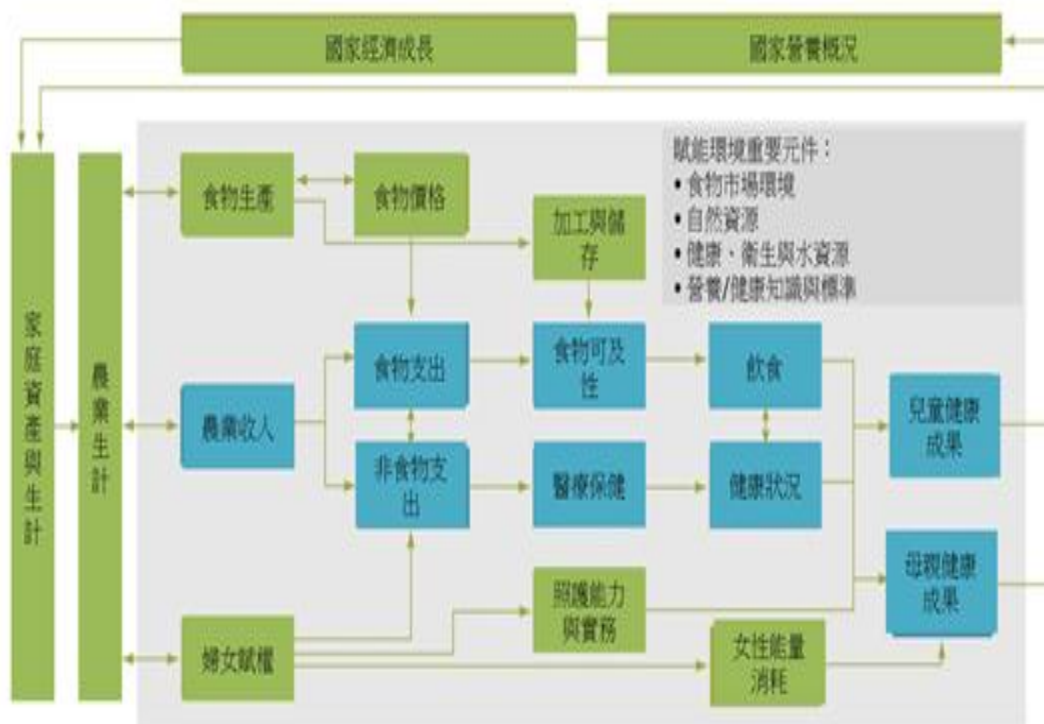 國家經濟成長
國家營養概況
家庭資產與生計
農業生計
賦能環境重要元件：
• 食物市場環境
• 自然資源
• 健康、衛生與水資源
• 營養/健康知識與標準
食物生產
食物價格
加工與儲
存
食物支出
食物可及
性
飲食
農業收人
兒童健康
成果
非食物支
出
醫療保健
健康狀況
照護能力
與實務
母親健康
成果
婦女賦權
女性能量
消耗